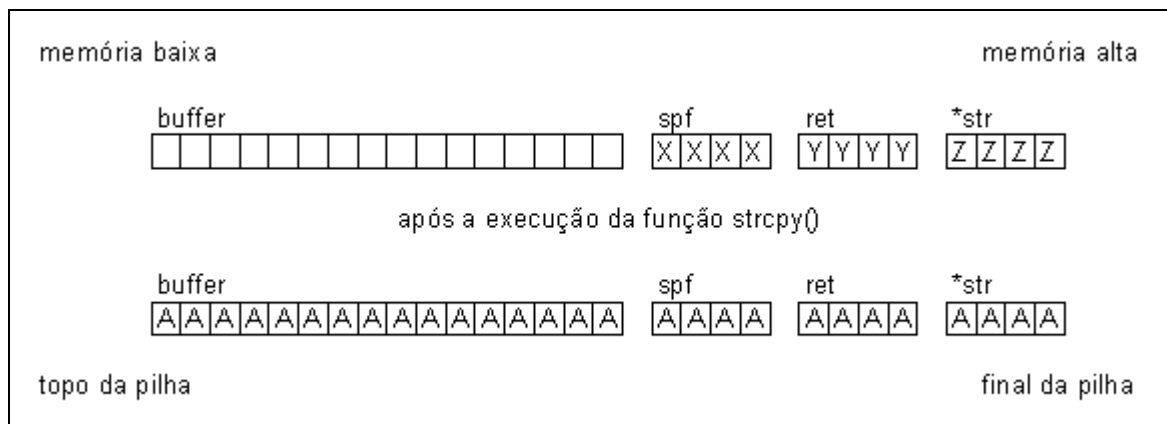 memória baixa memória alta
buffer spf ret *str
X X X X Y Y Y Y Z Z Z Z
após a execução da função strcpy()
buffer spf ret *str
A A A A A A A A A A A A A A A A A A A A A A A A A A A A
topo da pilha final da pilha